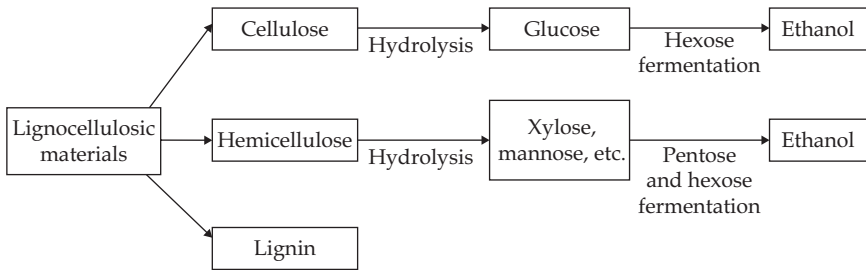 Cellulose
Hydrolysis
Glucose
Hexose
fermentation
Ethanol
Lignocellulosic
materials
Hemicellulose
Hydrolysis
Xylose,
mannose, etc.
Pentose
and hexose
fermentation
Ethanol
Lignin